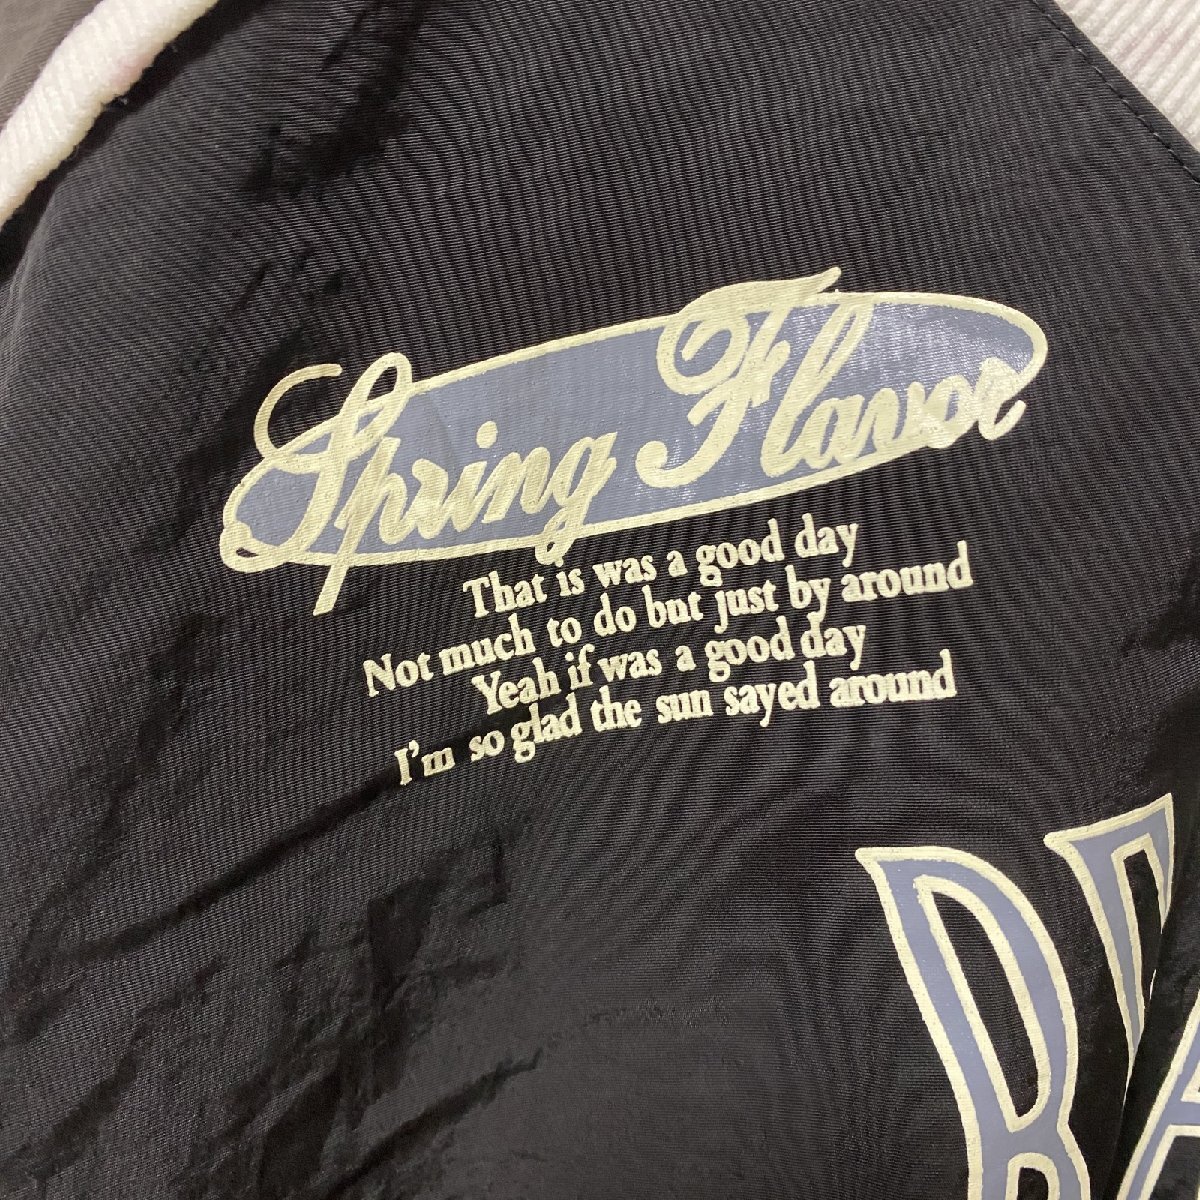 Spring Flavor
That is was a good day
Not much to do but just by around
Yeah if was a good day
I'm so glad the sun sayed around